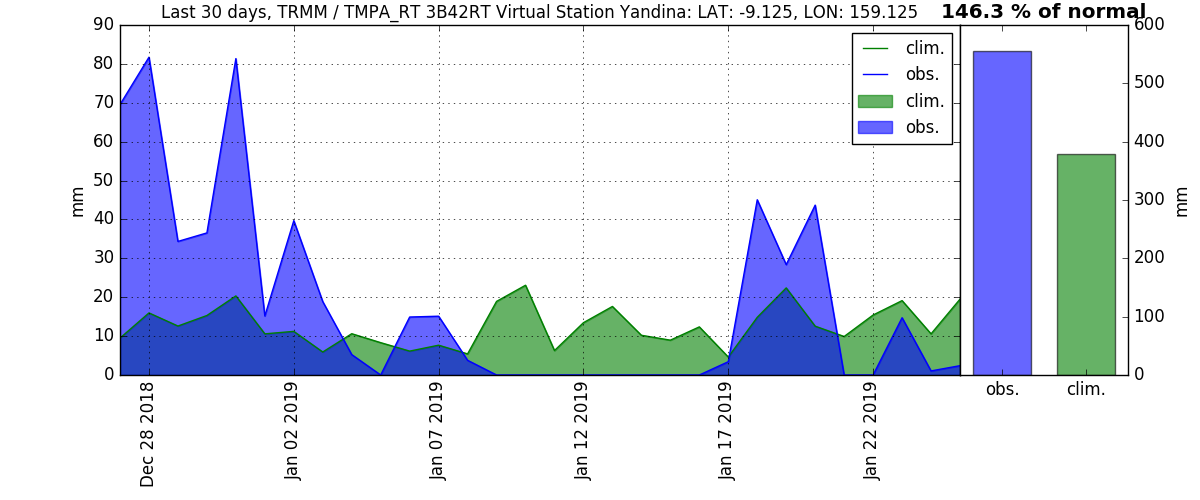 Last 30 days, TRMM / TMPA_RT 3B42RT Virtual Station Yandina: LAT: -9.125, LON: 159.125
146.3 % of normal
90
80
70
60
50
40
30
20
10
0
mm
clim.
obs.
clim.
obs.
Dec 28 2018
Jan 02 2019
Jan 07 2019
Jan 12 2019
Jan 17 2019
Jan 22 2019
600
500
400
300
200
100
0
mm
obs.
clim.